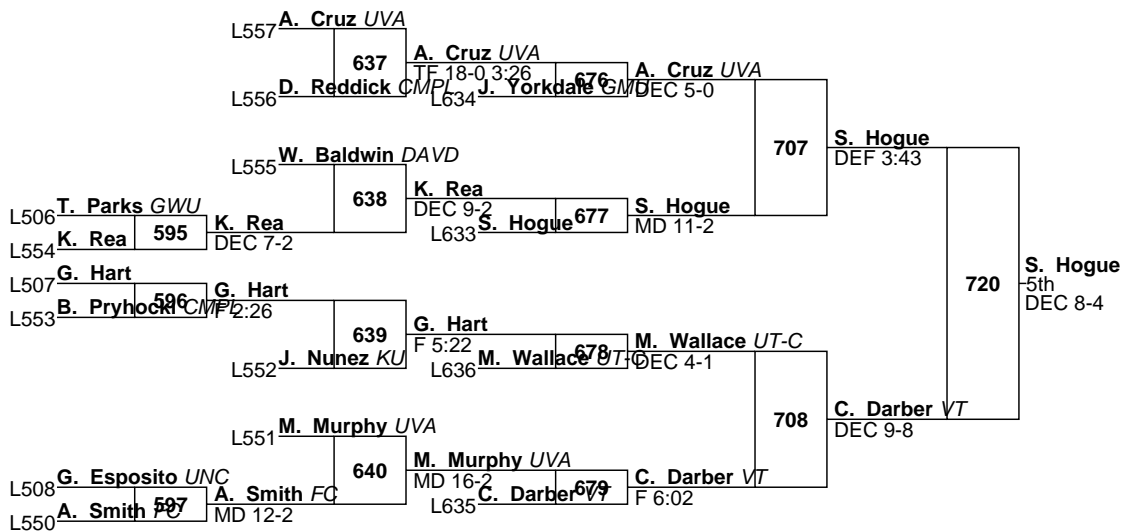 L557 A. Cruz UVA
637
A. Cruz UVA
TF 18-0 3:26
L556 D. Reddick CMPL
676
A. Cruz UVA
DEC 5-0
L634 J. Yorkdale GMU
707
S. Hogue
DEF 3:43
L555 W. Baldwin DAVD
638
K. Rea
DEC 9-2
L506 T. Parks GWU
595
K. Rea
DEC 7-2
L554 K. Rea
677
S. Hogue
MD 11-2
L633 S. Hogue
720
S. Hogue
5th
DEC 8-4
L507 G. Hart
596
G. Hart
F 2:26
L553 B. Pryhocki CMPL
639
G. Hart
F 5:22
L552 J. Nunez KU
678
M. Wallace UT-C
DEC 4-1
L636 M. Wallace UT-C
708
C. Darber VT
DEC 9-8
L551 M. Murphy UVA
640
M. Murphy UVA
MD 16-2
L508 G. Esposito UNC
597
A. Smith FC
MD 12-2
L550 A. Smith FC
679
C. Darber VT
F 6:02
L635 C. Darber VT